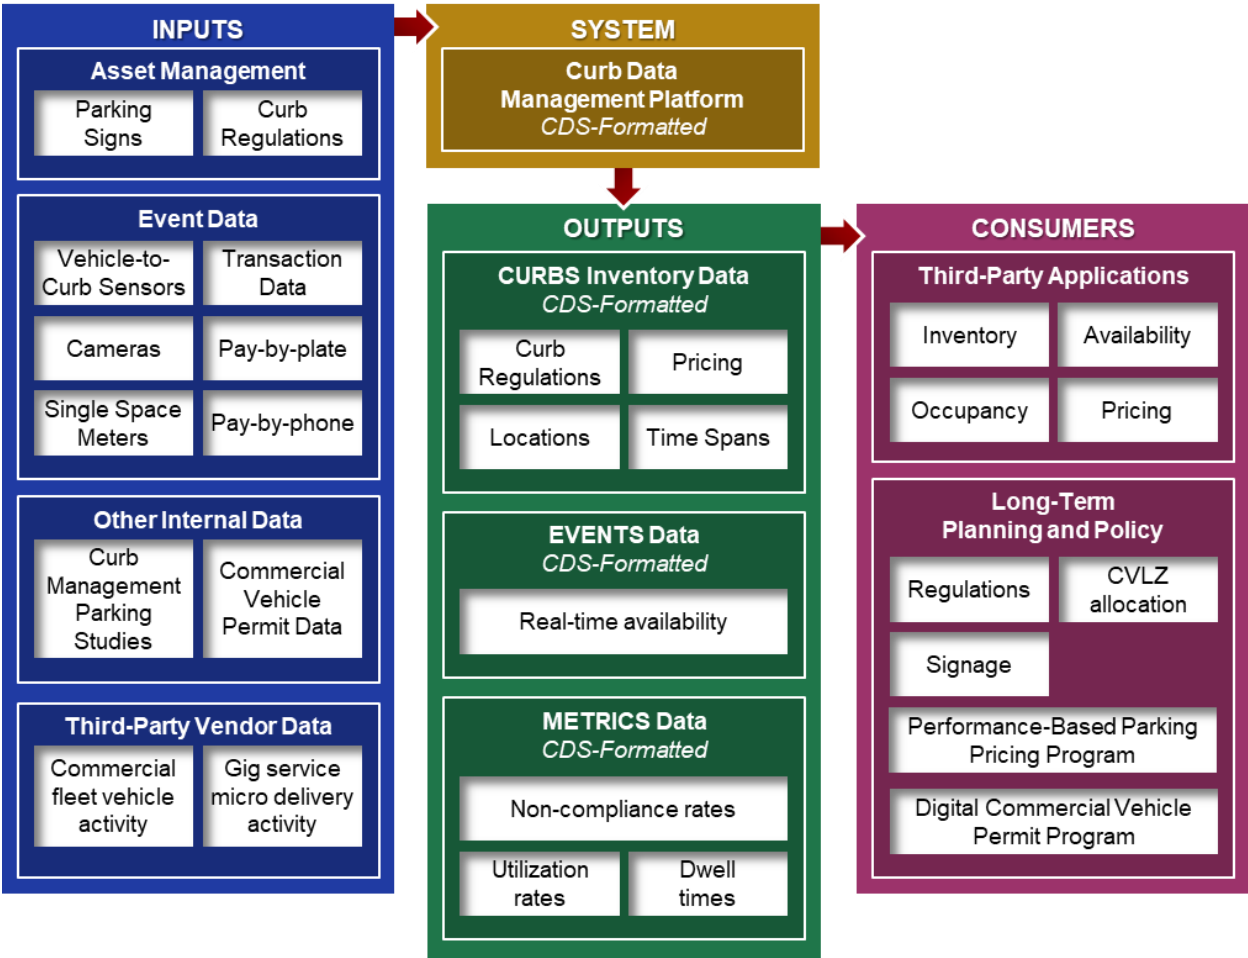 INPUTS
Asset Management
Parking
Signs
Curb
Regulations
Event Data
Vehicle-to-
Curb Sensors
Transaction
Data
Cameras
Pay-by-plate
Single Space
Meters
Pay-by-phone
Other Internal Data
Curb
Management
Parking
Studies
Commercial
Vehicle
Permit Data
Third-Party Vendor Data
Commercial
fleet vehicle
activity
Gig service
micro delivery
activity
SYSTEM
Curb Data
Management Platform
CDS-Formatted
OUTPUTS
CURBS Inventory Data
CDS-Formatted
Curb
Regulations
Pricing
Locations
Time Spans
EVENTS Data
CDS-Formatted
Real-time availability
METRICS Data
CDS-Formatted
Non-compliance rates
Utilization
rates
Dwell
times
CONSUMERS
Third-Party Applications
Inventory
Availability
Occupancy
Pricing
Long-Term
Planning and Policy
Regulations
CVLZ
allocation
Signage
Performance-Based Parking
Pricing Program
Digital Commercial Vehicle
Permit Program